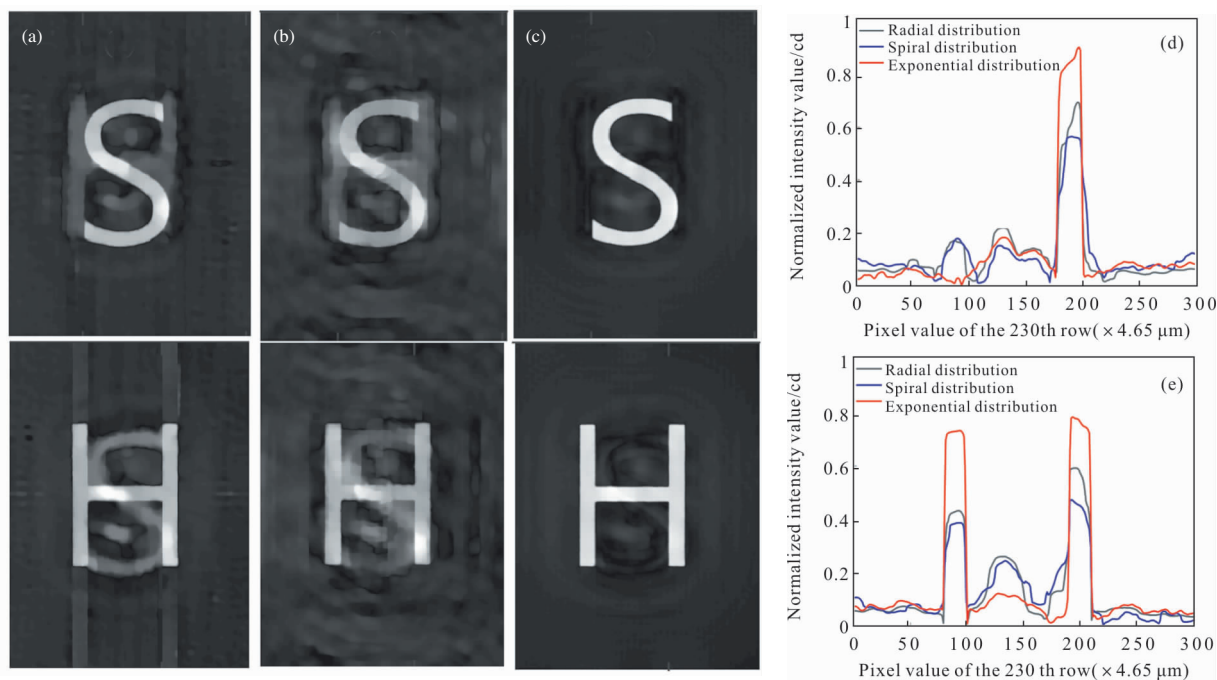 (a)
(b)
(c)
S
S
S
H
H
H
(d)
Radial distribution
Spiral distribution
Exponential distribution
Normalized intensity value/cd
1
0.8
0.6
0.4
0.2
0
0 50 100 150 200 250 300
Pixel value of the 230th row(× 4.65 μm)
(e)
Radial distribution
Spiral distribution
Exponential distribution
Normalized intensity value/cd
1
0.8
0.6
0.4
0.2
0
0 50 100 150 200 250 300
Pixel value of the 230 th row(× 4.65 μm)